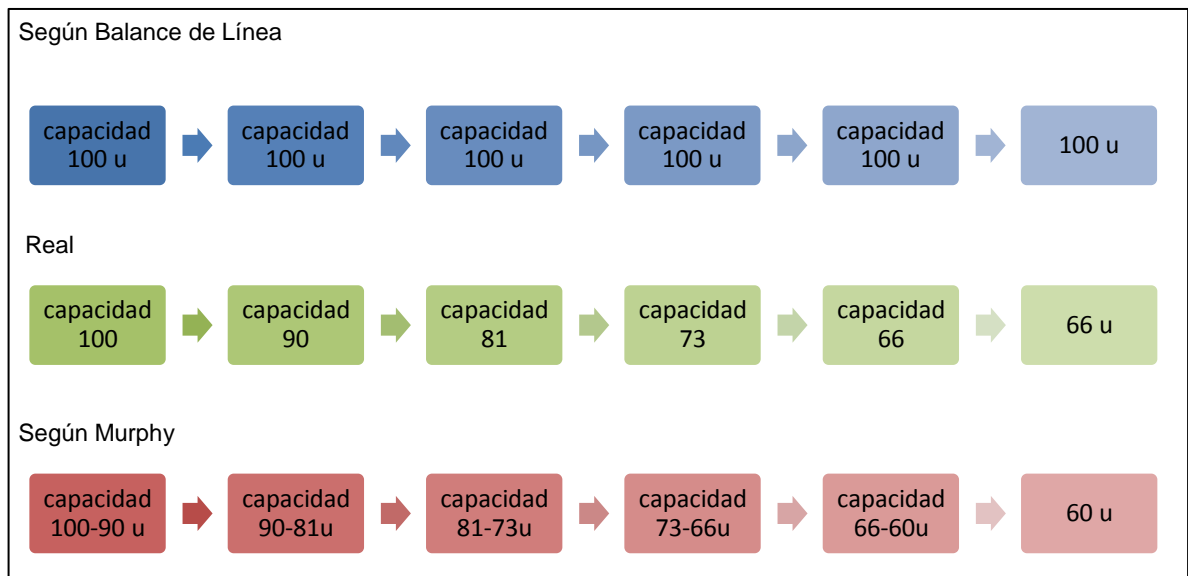 Según Balance de Línea
capacidad
100 u
capacidad
100 u
capacidad
100 u
capacidad
100 u
capacidad
100 u
100 u
Real
capacidad
100
capacidad
90
capacidad
81
capacidad
73
capacidad
66
66 u
Según Murphy
capacidad
100-90 u
capacidad
90-81u
capacidad
81-73u
capacidad
73-66u
capacidad
66-60u
60 u